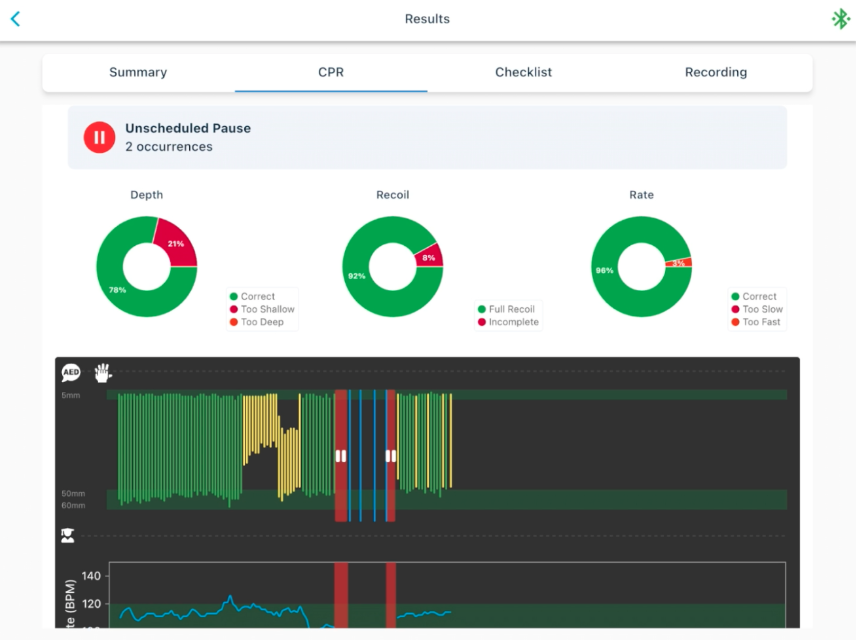 Results
Summary
CPR
Checklist
Recording
Unscheduled Pause
2 occurrences
Depth
Recoil
Rate
21%
78%
Correct
Too Shallow
Too Deep
8%
92%
Full Recoil
Incomplete
3%
96%
Correct
Too Slow
Too Fast
AED
5mm
50mm
60mm
140
120
te (BPM)